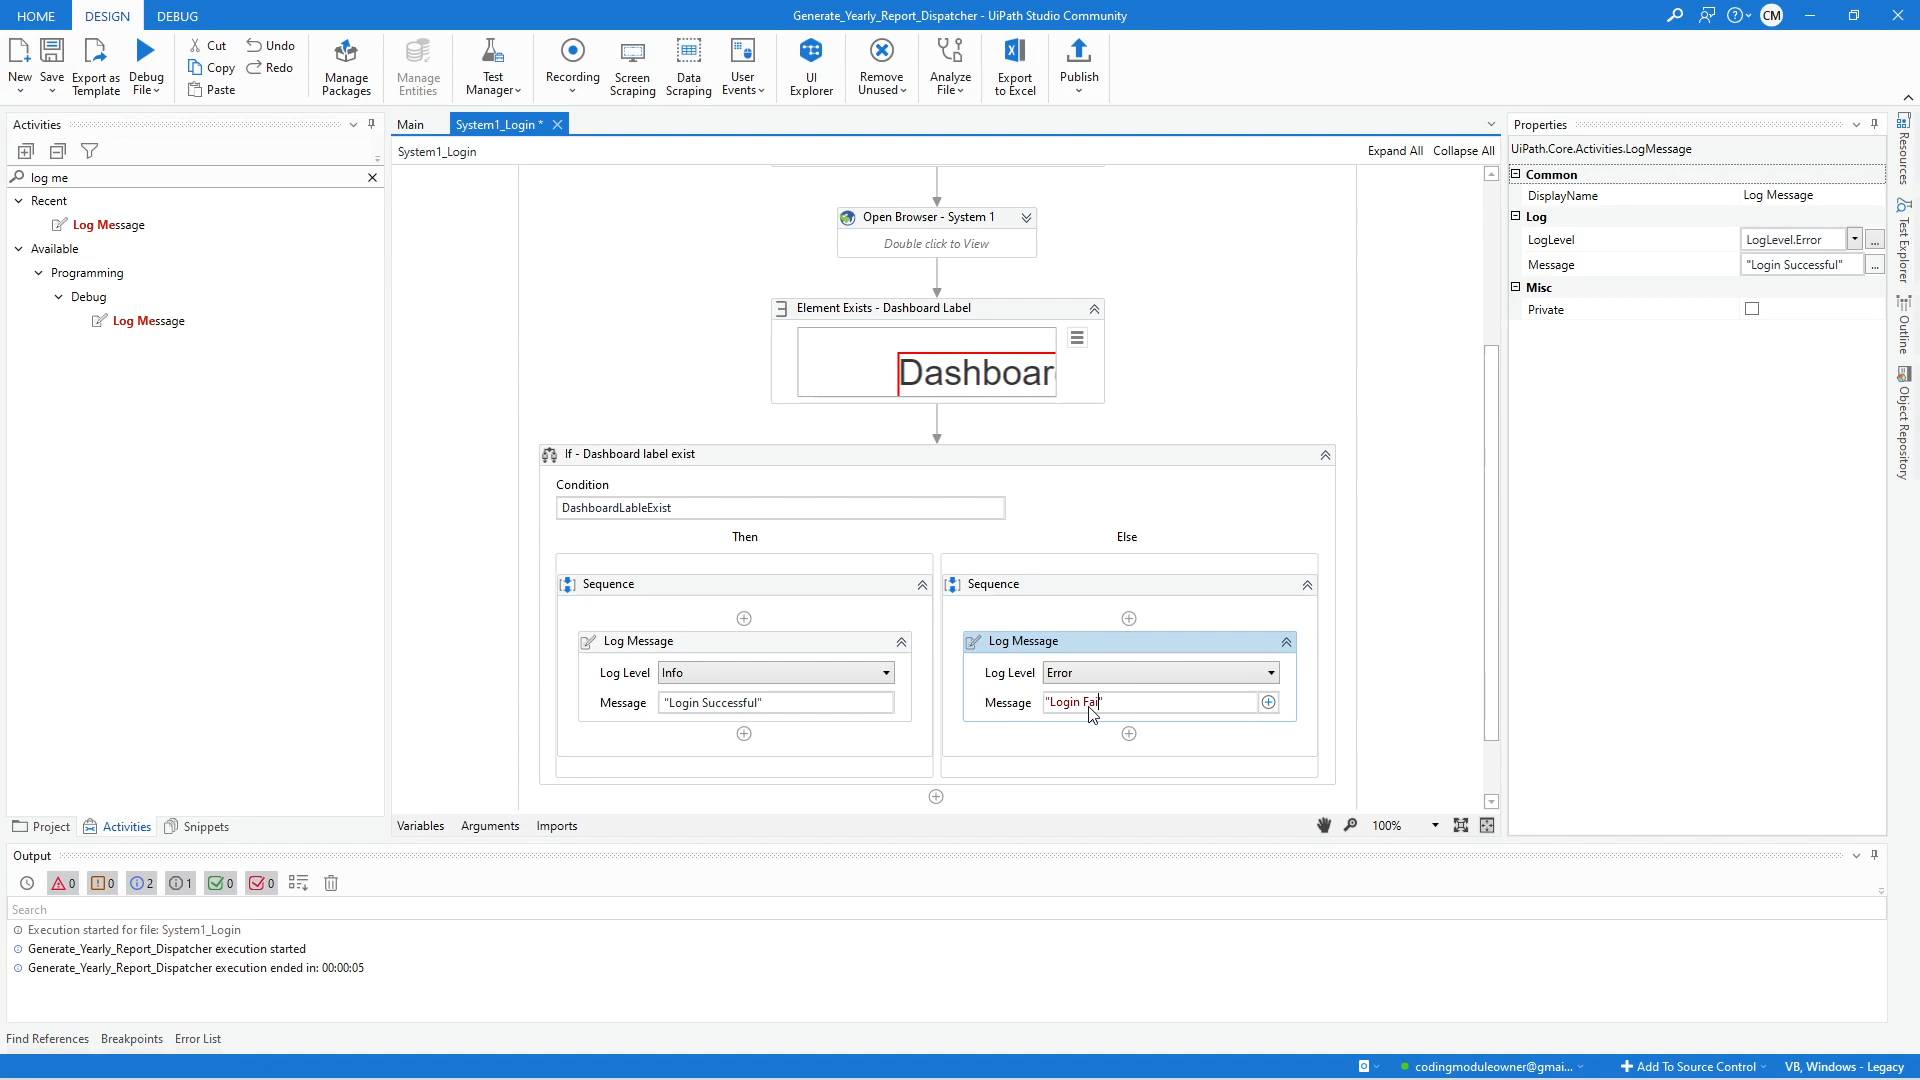 HOME DESIGN DEBUG Generate_Yearly_Report_Dispatcher - UiPath Studio Community CM
New Save Export as Template Debug File Cut Copy Paste Undo Redo Manage Packages Manage Entities Test Manager Recording Screen Scraping Data Scraping User Events UI Explorer Remove Unused Analyze File Export to Excel Publish
Activities
log me
Recent
Log Message
Available
Programming
Debug
Log Message
Project Activities Snippets
Main System1_Login *
System1_Login Expand All Collapse All
Open Browser - System 1
Double click to View
Element Exists - Dashboard Label
Dashboar
If - Dashboard label exist
Condition
DashboardLableExist
Then Else
Sequence Sequence
Log Message Log Message
Log Level Info Log Level Error
Message "Login Successful" Message "Login Fai"
Variables Arguments Imports 100%
Properties
UiPath.Core.Activities.LogMessage
Common
DisplayName Log Message
Log
LogLevel LogLevel.Error ...
Message "Login Successful" ...
Misc
Private
Resources
Test Explorer
Outline
Object Repository
Output
0 0 2 1 0 0
Search
Execution started for file: System1_Login
Generate_Yearly_Report_Dispatcher execution started
Generate_Yearly_Report_Dispatcher execution ended in: 00:00:05
Find References Breakpoints Error List
codingmoduleowner@gmai... Add To Source Control VB, Windows - Legacy